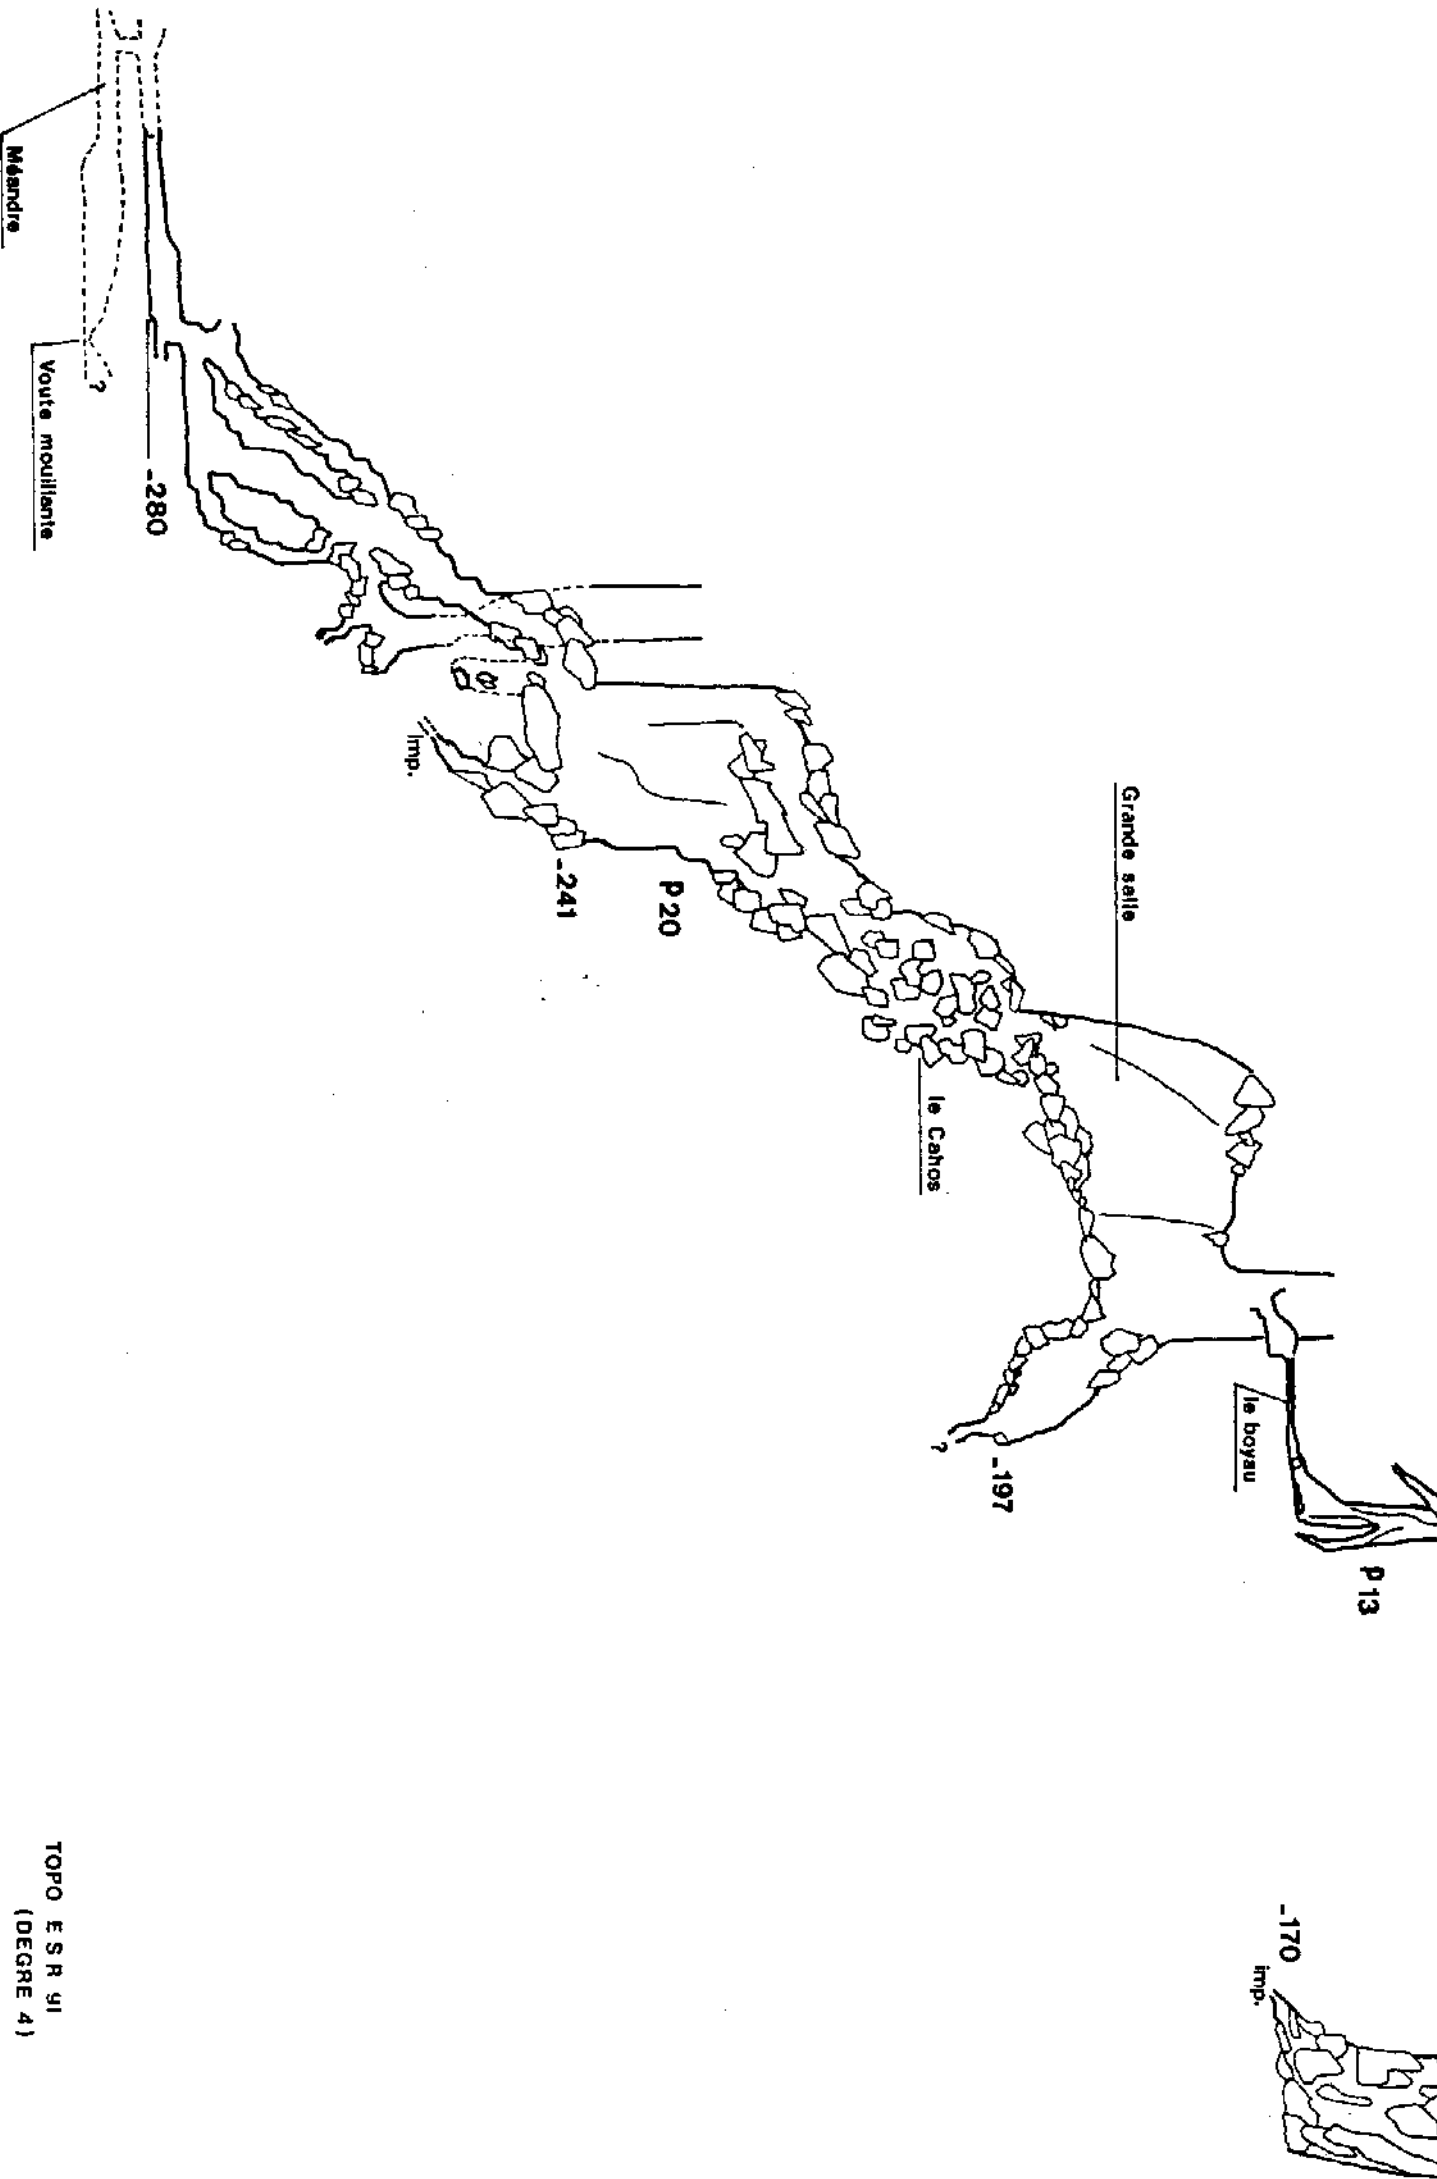 P 13
-170
imp.
le boyau
Grande salle
-197
?
le Cahos
P 20
-241
imp.
-280
?
Voute mouillante
Méandre
TOPO E S R 91
(DEGRE 4)